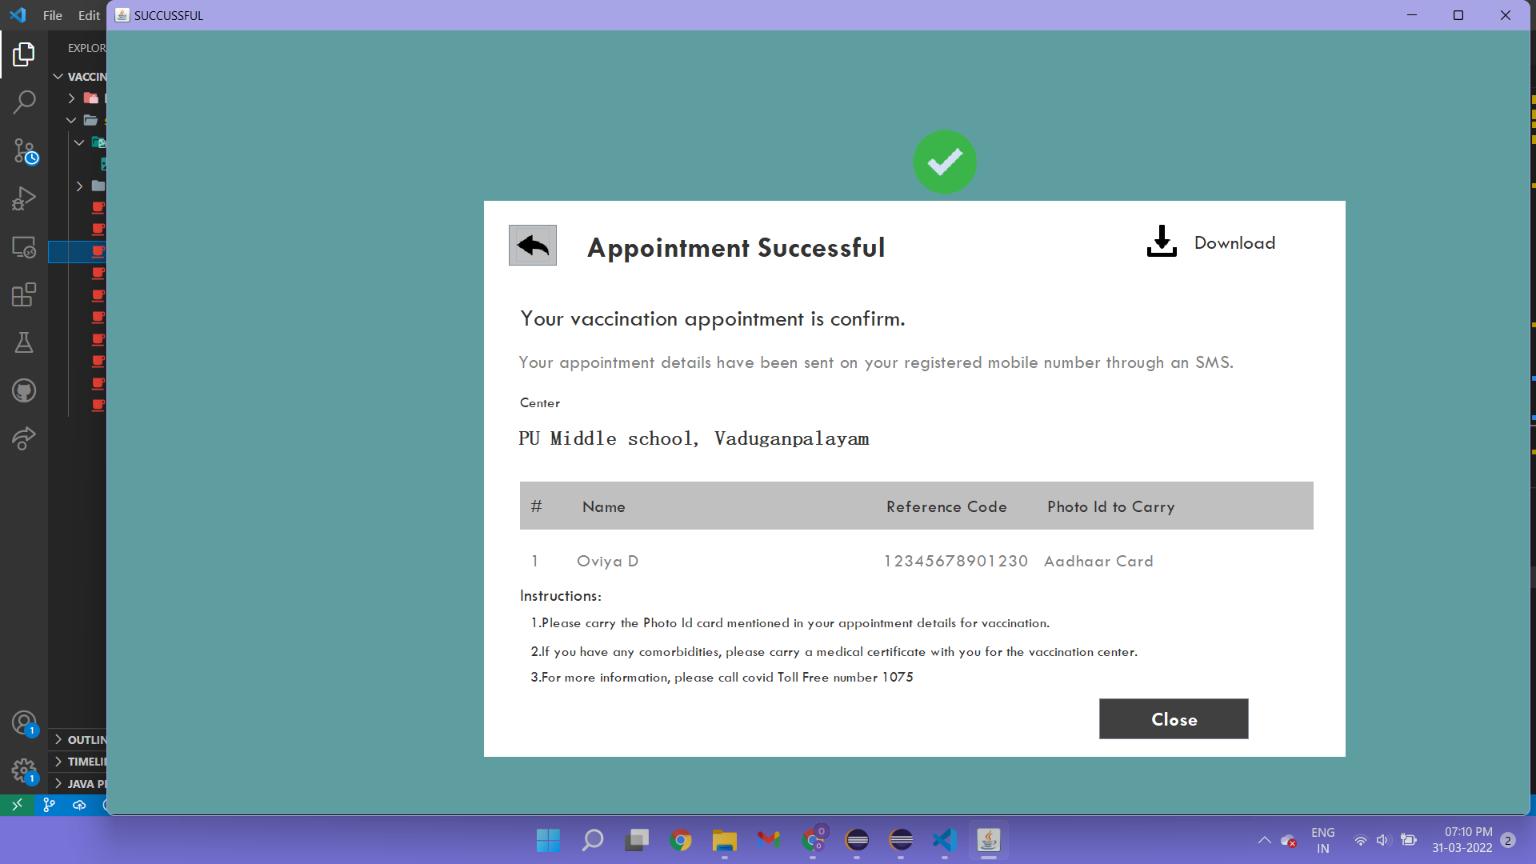 File Edit
SUCCUSSFUL
EXPLOR
VACCIN
Appointment Successful
Download
Your vaccination appointment is confirm.
Your appointment details have been sent on your registered mobile number through an SMS.
Center
PU Middle school, Vaduganpalayam
# Name Reference Code Photo Id to Carry
1 Oviya D 12345678901230 Aadhaar Card
Instructions:
1.Please carry the Photo Id card mentioned in your appointment details for vaccination.
2.If you have any comorbidities, please carry a medical certificate with you for the vaccination center.
3.For more information, please call covid Toll Free number 1075
Close
1
OUTLIN
1
TIMELI
JAVA P
0
ENG
IN
07:10 PM
31-03-2022
2